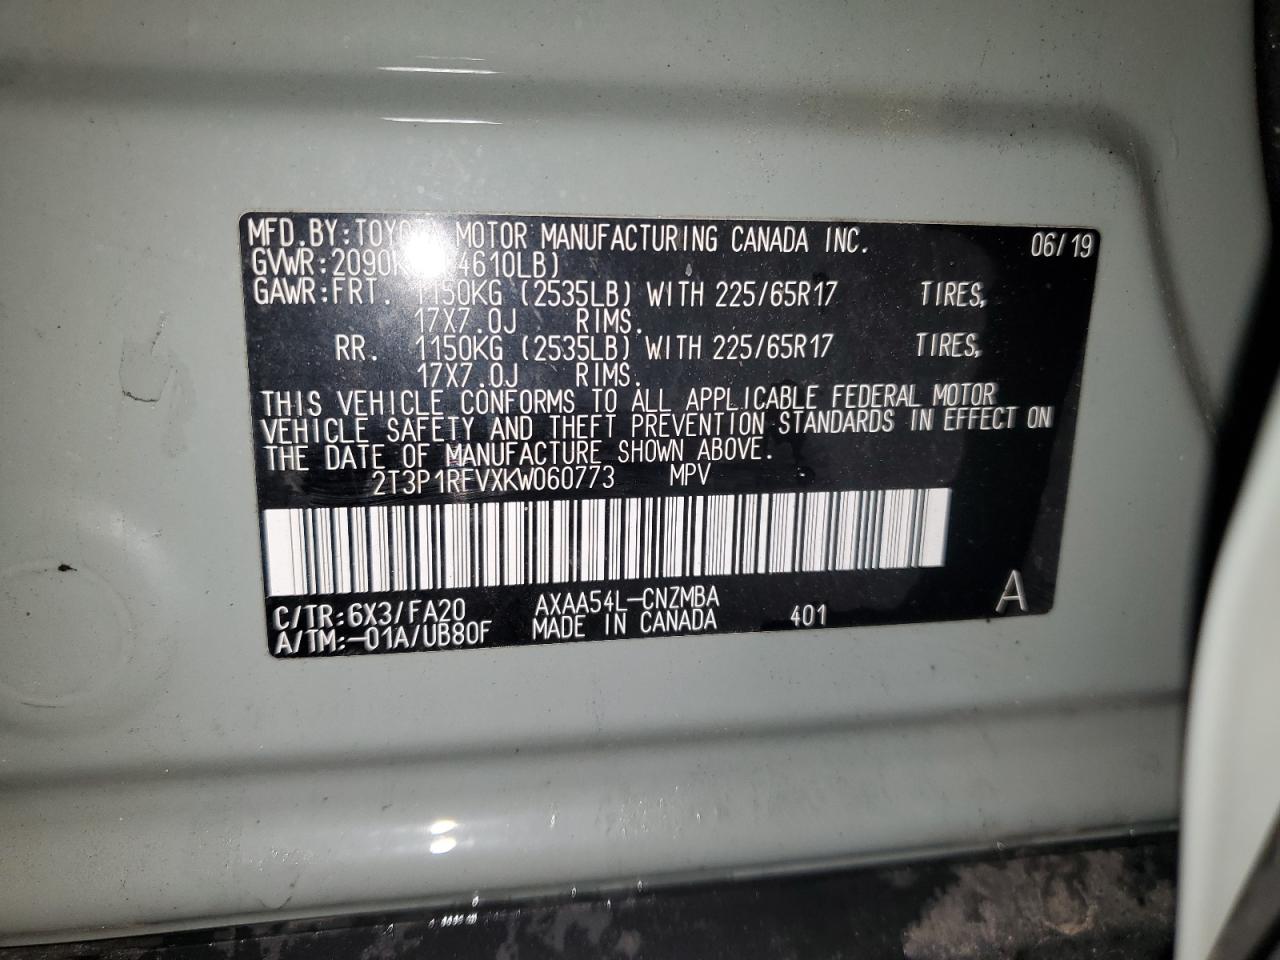 MFD.BY:TOYOTA MOTOR MANUFACTURING CANADA INC. 06/19
GVWR:2090KG (4610LB)
GAWR:FRT. 1150KG (2535LB) WITH 225/65R17 TIRES,
17X7.0J RIMS.
RR. 1150KG (2535LB) WITH 225/65R17 TIRES,
17X7.0J RIMS.
THIS VEHICLE CONFORMS TO ALL APPLICABLE FEDERAL MOTOR
VEHICLE SAFETY AND THEFT PREVENTION STANDARDS IN EFFECT ON
THE DATE OF MANUFACTURE SHOWN ABOVE.
2T3P1RFVXKW060773 MPV
C/TR:6X3/FA20 AXAA54L-CNZMBA A
A/TM:-01A/UB80F MADE IN CANADA 401